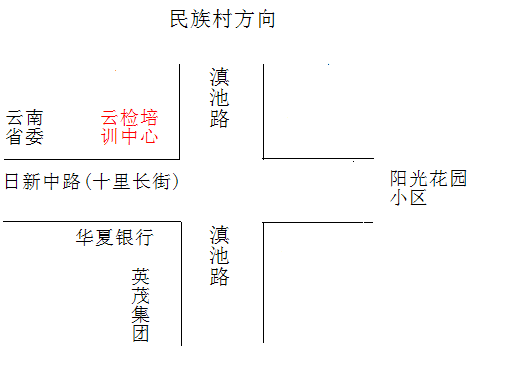 民族村方向
滇池路
云南
省委
云检培
训中心
日新中路(十里长街)
阳光花园
小区
华夏银行
滇池路
英茂集团